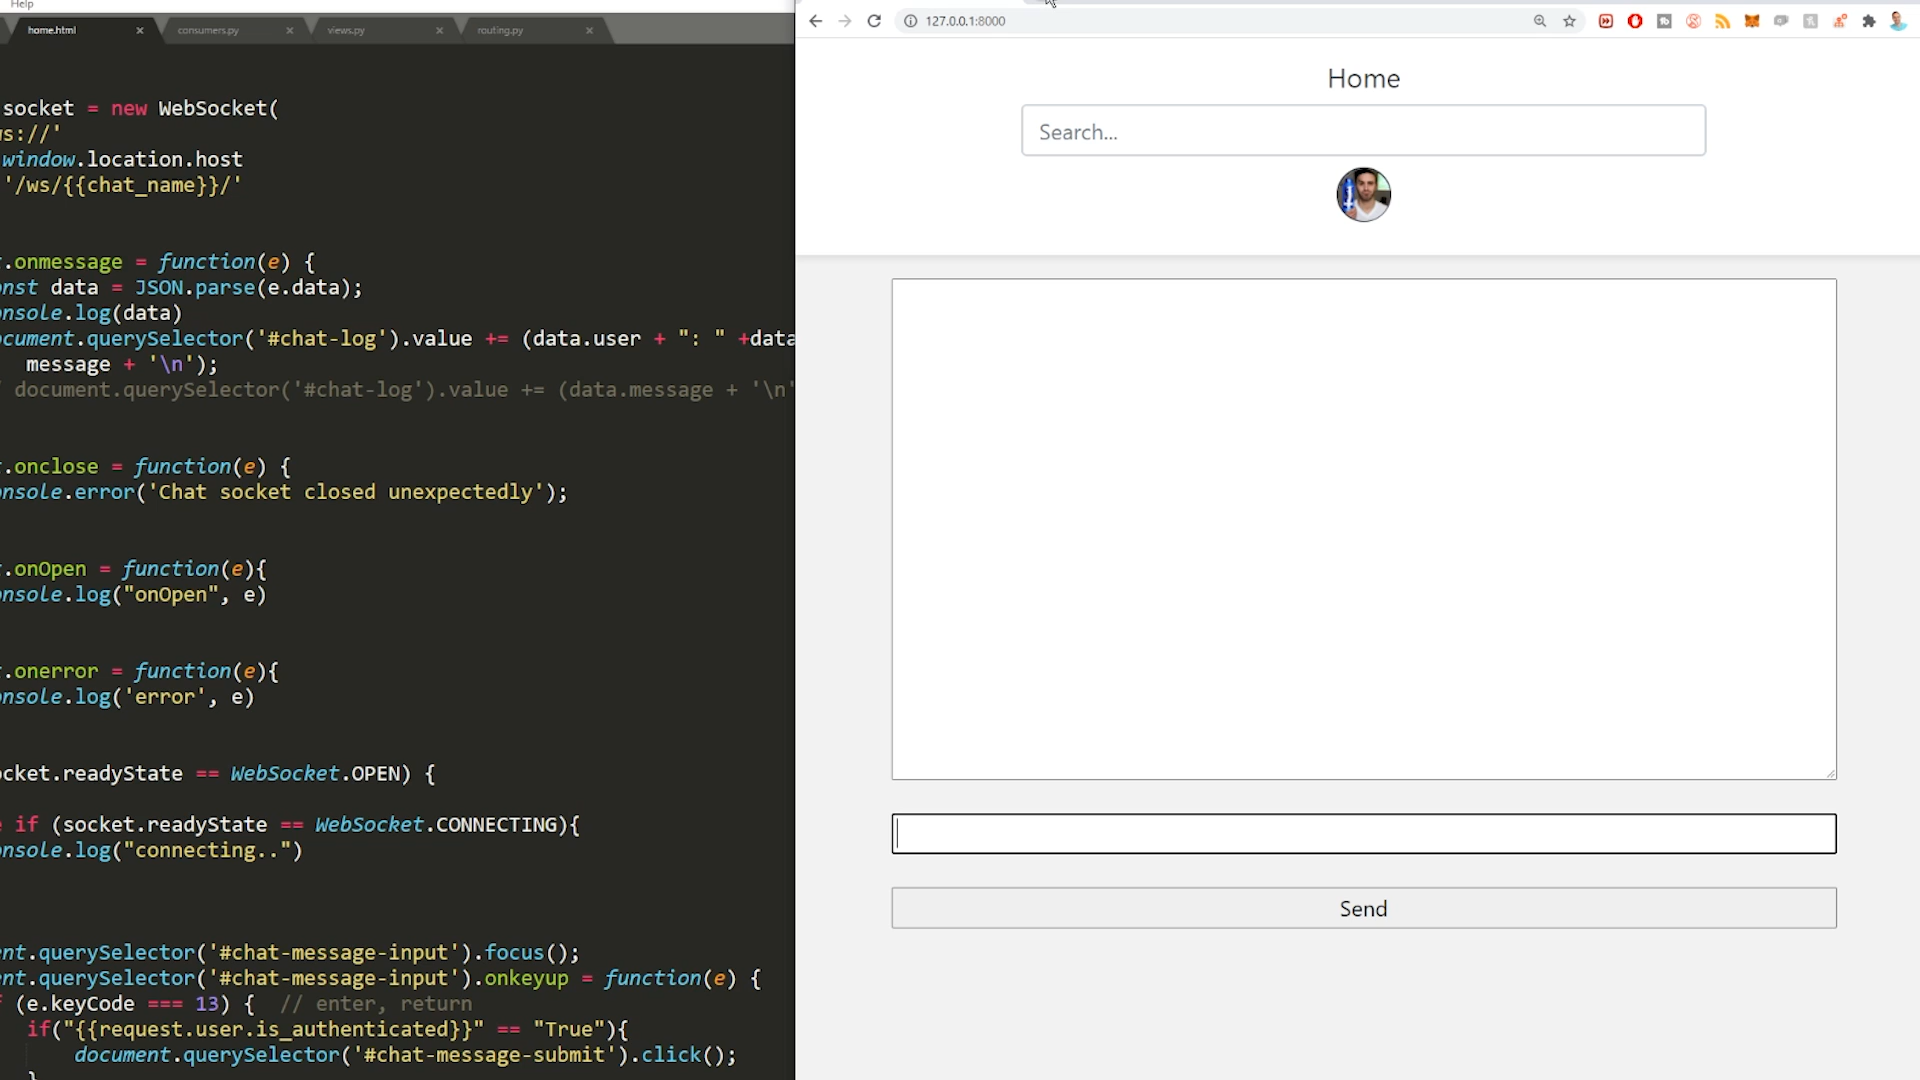 Help
home.html × consumers.py × views.py × routing.py ×
socket = new WebSocket(
s://'
window.location.host
'/ws/{{chat_name}}/'
.onmessage = function(e) {
nst data = JSON.parse(e.data);
nsole.log(data)
cument.querySelector('#chat-log').value += (data.user + ": " +data
message + '\n');
document.querySelector('#chat-log').value += (data.message + '\n'
.onclose = function(e) {
nsole.error('Chat socket closed unexpectedly');
.onOpen = function(e){
nsole.log("onOpen", e)
.onerror = function(e){
nsole.log('error', e)
cket.readyState == WebSocket.OPEN) {
if (socket.readyState == WebSocket.CONNECTING){
nsole.log("connecting..")
nt.querySelector('#chat-message-input').focus();
nt.querySelector('#chat-message-input').onkeyup = function(e) {
(e.keyCode === 13) {  // enter, return
if("{{request.user.is_authenticated}}" == "True"){
document.querySelector('#chat-message-submit').click();
}
127.0.0.1:8000
Home
Search...
Send